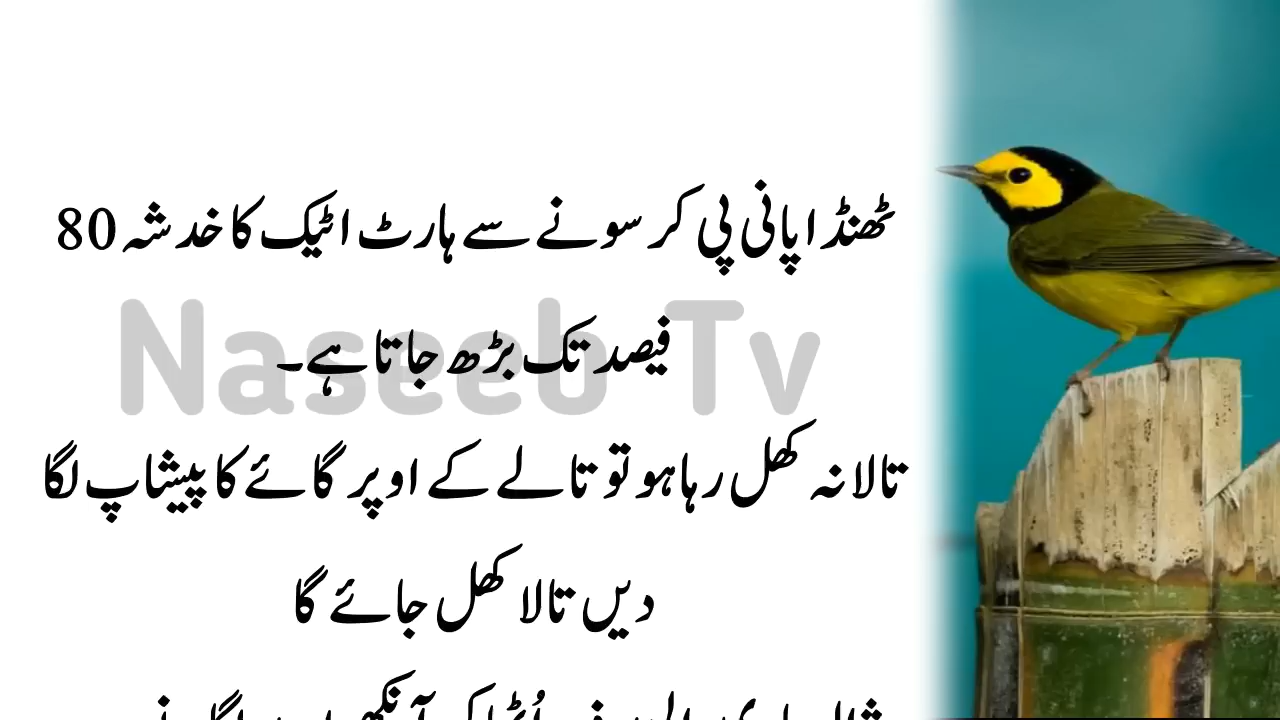 ٹھنڈا پانی پی کر سونے سے ہارٹ اٹیک کا خدشہ 80
فیصد تک بڑھ جاتا ہے۔
Naseeb Tv
تالا نہ کھل رہا ہو تو تالے کے اوپر گائے کا پیشاپ لگا
دیں تالا کھل جائے گا